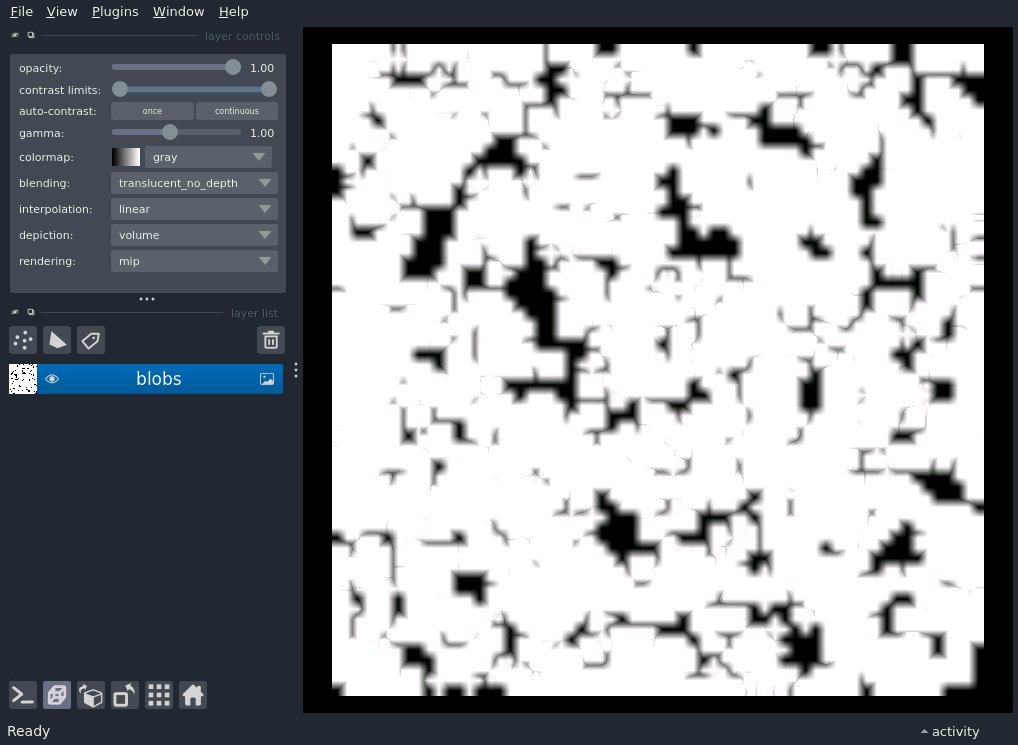 File View Plugins Window Help
layer controls
opacity: 1.00
contrast limits:
auto-contrast: once continuous
gamma: 1.00
colormap: gray
blending: translucent_no_depth
interpolation: linear
depiction: volume
rendering: mip
layer list
blobs
Ready activity